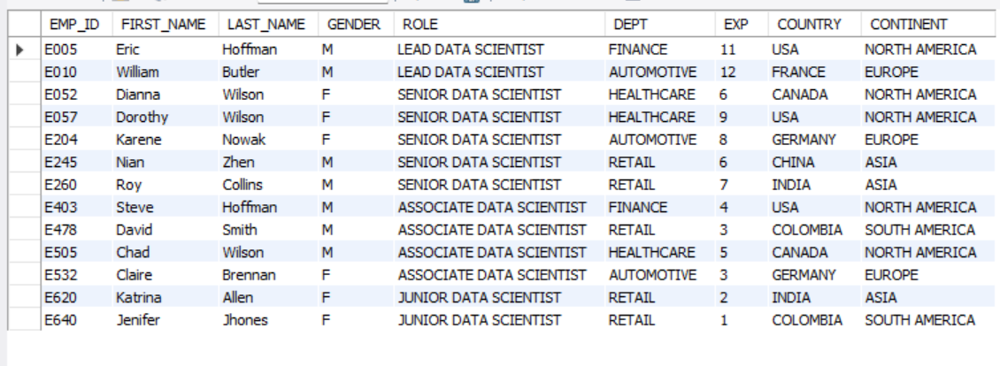 EMP_ID FIRST_NAME LAST_NAME GENDER ROLE DEPT EXP COUNTRY CONTINENT
E005 Eric Hoffman M LEAD DATA SCIENTIST FINANCE 11 USA NORTH AMERICA
E010 William Butler M LEAD DATA SCIENTIST AUTOMOTIVE 12 FRANCE EUROPE
E052 Dianna Wilson F SENIOR DATA SCIENTIST HEALTHCARE 6 CANADA NORTH AMERICA
E057 Dorothy Wilson F SENIOR DATA SCIENTIST HEALTHCARE 9 USA NORTH AMERICA
E204 Karene Nowak F SENIOR DATA SCIENTIST AUTOMOTIVE 8 GERMANY EUROPE
E245 Nian Zhen M SENIOR DATA SCIENTIST RETAIL 6 CHINA ASIA
E260 Roy Collins M SENIOR DATA SCIENTIST RETAIL 7 INDIA ASIA
E403 Steve Hoffman M ASSOCIATE DATA SCIENTIST FINANCE 4 USA NORTH AMERICA
E478 David Smith M ASSOCIATE DATA SCIENTIST RETAIL 3 COLOMBIA SOUTH AMERICA
E505 Chad Wilson M ASSOCIATE DATA SCIENTIST HEALTHCARE 5 CANADA NORTH AMERICA
E532 Claire Brennan F ASSOCIATE DATA SCIENTIST AUTOMOTIVE 3 GERMANY EUROPE
E620 Katrina Allen F JUNIOR DATA SCIENTIST RETAIL 2 INDIA ASIA
E640 Jenifer Jhones F JUNIOR DATA SCIENTIST RETAIL 1 COLOMBIA SOUTH AMERICA